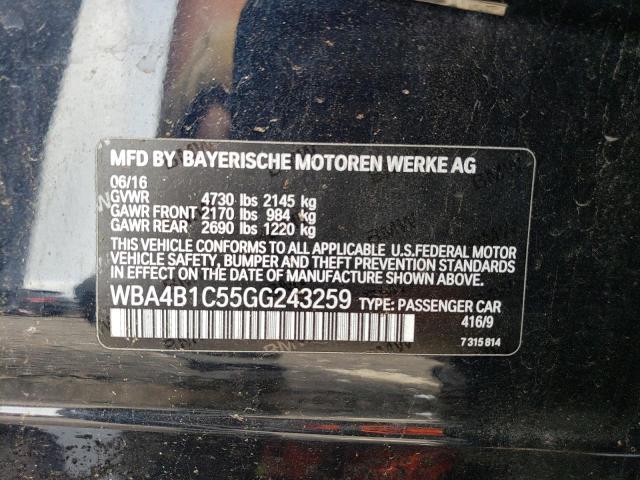 MFD BY BAYERISCHE MOTOREN WERKE AG
06/16
GVWR 4730 lbs 2145 kg
GAWR FRONT 2170 lbs 984 kg
GAWR REAR 2690 lbs 1220 kg
THIS VEHICLE CONFORMS TO ALL APPLICABLE U.S.FEDERAL MOTOR
VEHICLE SAFETY, BUMPER AND THEFT PREVENTION STANDARDS
IN EFFECT ON THE DATE OF MANUFACTURE SHOWN ABOVE.
WBA4B1C55GG243259 TYPE: PASSENGER CAR
416/9
7 315 814